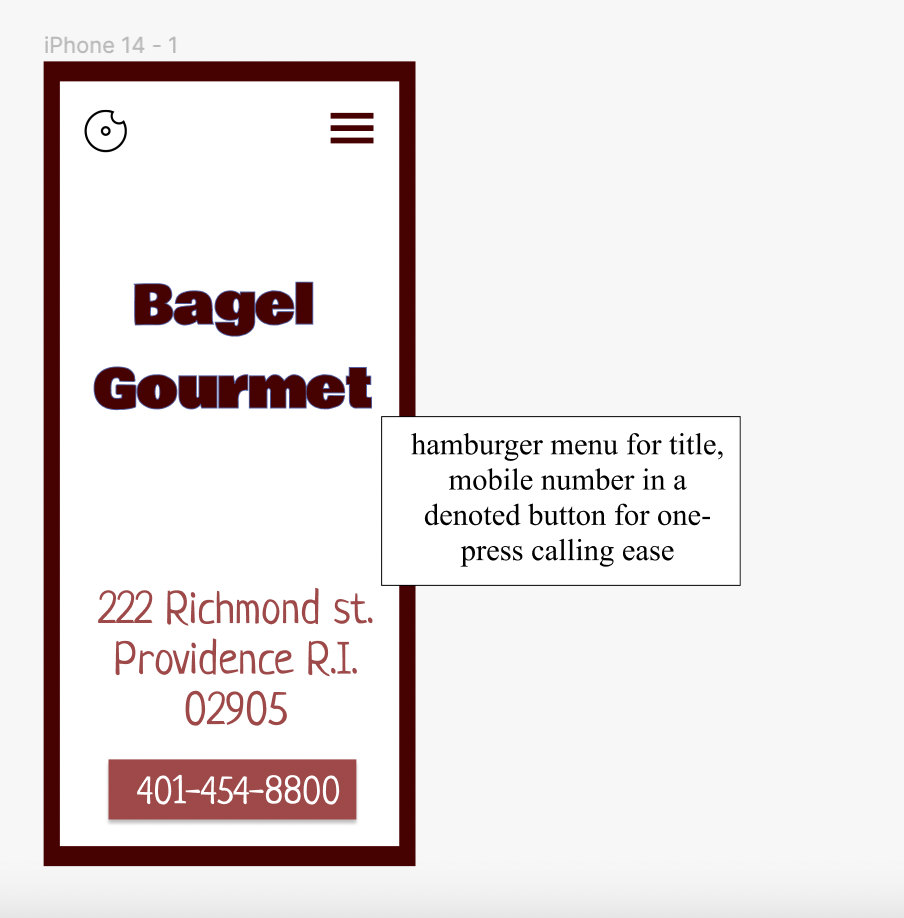 iPhone 14 - 1
Bagel
Gourmet
hamburger menu for title,
mobile number in a
denoted button for one-
press calling ease
222 Richmond st.
Providence R.I.
02905
401-454-8800